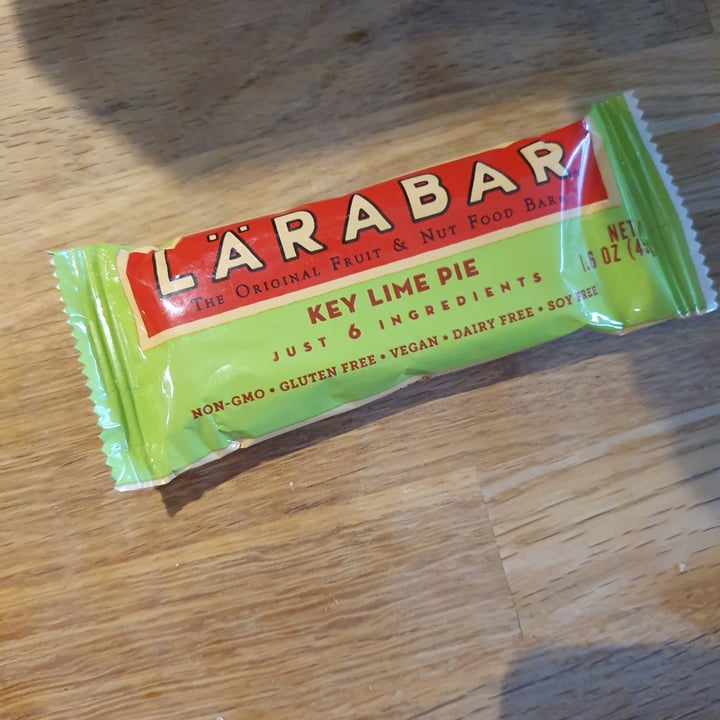 LÄRABAR
The Original Fruit & Nut Food Bar
KEY LIME PIE
JUST 6 INGREDIENTS
NON-GMO • GLUTEN FREE • VEGAN • DAIRY FREE • SOY FREE
NET
1.6 OZ